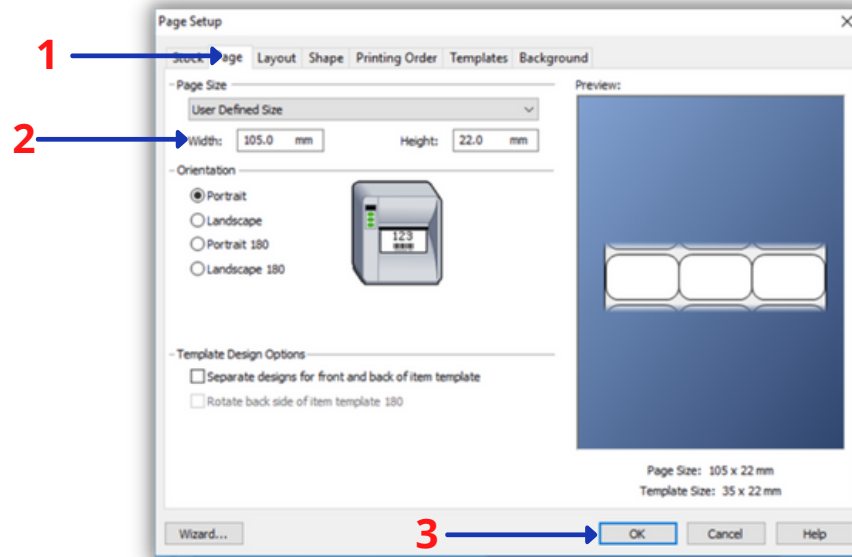 Page Setup
1
Stock Page Layout Shape Printing Order Templates Background
Page Size
Preview:
User Defined Size
2
Width: 105.0 mm Height: 22.0 mm
Orientation
Portrait
Landscape
Portrait 180
Landscape 180
123
Template Design Options
Separate designs for front and back of item template
Rotate back side of item template 180
Page Size: 105 x 22 mm
Template Size: 35 x 22 mm
Wizard...
3
OK Cancel Help